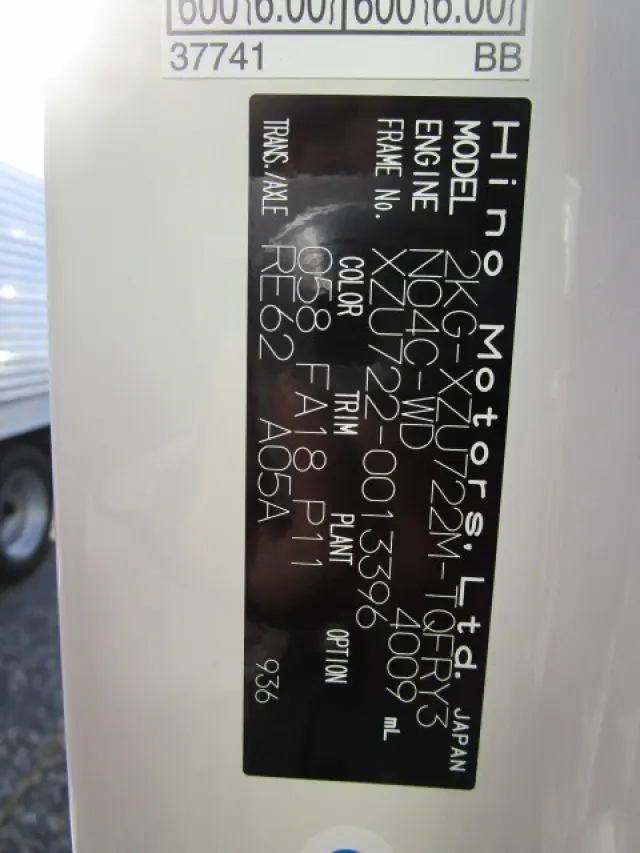 600 (6.00) 600 (6.00)
37741 BB
Hino Motors, Ltd. JAPAN
MODEL 2KG-XZU722M-TQFRY3
ENGINE N04C-WD 4009 mL
FRAME No. XZU722-0013396
COLOR TRIM PLANT OPTION
058 FA18 P11
TRANS./AXLE RE62 A05A 936